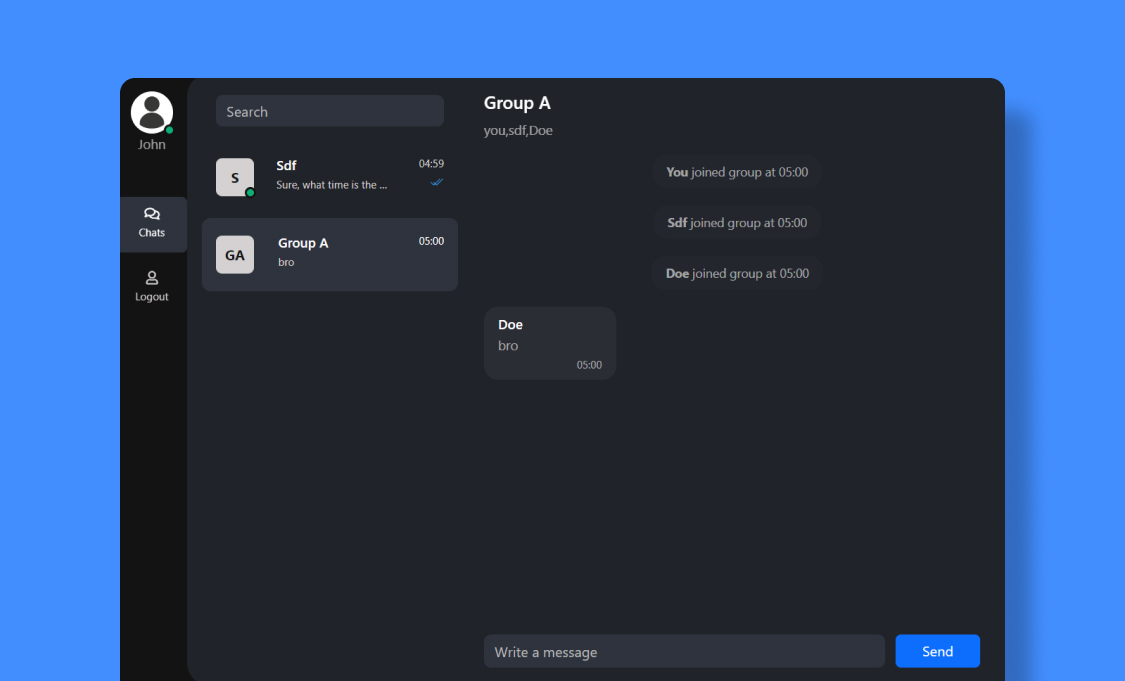 John
Chats
Logout
Search
S
Sdf
04:59
Sure, what time is the ...
GA
Group A
05:00
bro
Group A
you,sdf,Doe
You joined group at 05:00
Sdf joined group at 05:00
Doe joined group at 05:00
Doe
bro
05:00
Write a message
Send